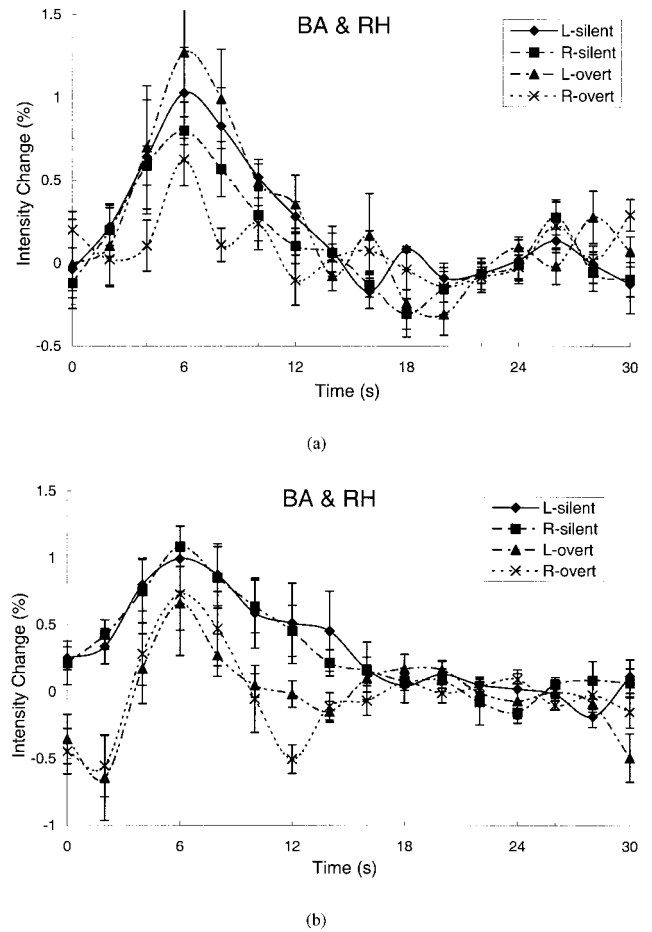 BA & RH
L-silent
R-silent
L-overt
R-overt
1.5
1
0.5
0
-0.5
Intensity Change (%)
0 6 12 18 24 30
Time (s)
(a)
BA & RH
L-silent
R-silent
L-overt
R-overt
1.5
1
0.5
0
-0.5
-1
Intensity Change (%)
0 6 12 18 24 30
Time (s)
(b)